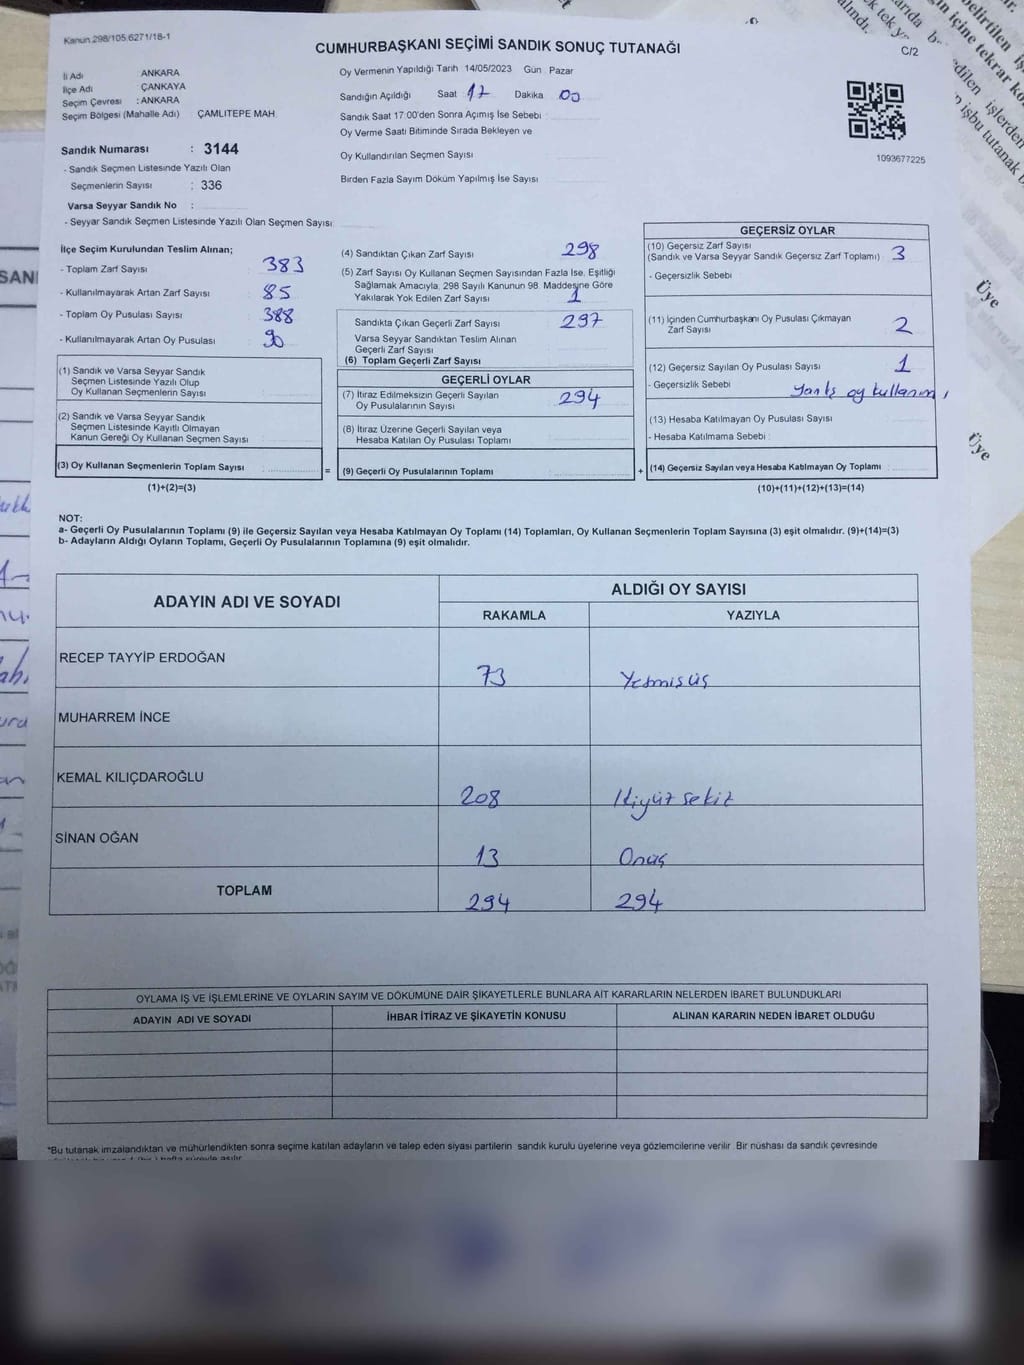 Kanun.298/105.6271/18-1
CUMHURBAŞKANI SEÇİMİ SANDIK SONUÇ TUTANAĞI
C/2
İl Adı ANKARA
İlçe Adı ÇANKAYA
Seçim Çevresi : ANKARA
Seçim Bölgesi (Mahalle Adı) ÇAMLITEPE MAH.
Sandık Numarası : 3144
- Sandık Seçmen Listesinde Yazılı Olan
Seçmenlerin Sayısı : 336
Varsa Seyyar Sandık No :
- Seyyar Sandık Seçmen Listesinde Yazılı Olan Seçmen Sayısı:
Oy Vermenin Yapıldığı Tarih 14/05/2023 Gün : Pazar
Sandığın Açıldığı Saat 17 Dakika 00
Sandık Saat 17:00'den Sonra Açımış İse Sebebi :
Oy Verme Saati Bitiminde Sırada Bekleyen ve
Oy Kullandırılan Seçmen Sayısı
Birden Fazla Sayım Döküm Yapılmış İse Sayısı
1093677225
İlçe Seçim Kurulundan Teslim Alınan;
- Toplam Zarf Sayısı 383
- Kullanılmayarak Artan Zarf Sayısı 85
- Toplam Oy Pusulası Sayısı 388
- Kullanılmayarak Artan Oy Pusulası 90
(1) Sandık ve Varsa Seyyar Sandık
Seçmen Listesinde Yazılı Olup
Oy Kullanan Seçmenlerin Sayısı
(2) Sandık ve Varsa Seyyar Sandık
Seçmen Listesinde Kayıtlı Olmayan
Kanun Gereği Oy Kullanan Seçmen Sayısı
(3) Oy Kullanan Seçmenlerin Toplam Sayısı
(1)+(2)=(3)
(4) Sandıktan Çıkan Zarf Sayısı 298
(5) Zarf Sayısı Oy Kullanan Seçmen Sayısından Fazla İse, Eşitliği
Sağlamak Amacıyla, 298 Sayılı Kanunun 98. Maddesine Göre
Yakılarak Yok Edilen Zarf Sayısı 1
Sandıkta Çıkan Geçerli Zarf Sayısı 297
Varsa Seyyar Sandıktan Teslim Alınan
Geçerli Zarf Sayısı
(6) Toplam Geçerli Zarf Sayısı
GEÇERLİ OYLAR
(7) İtiraz Edilmeksizin Geçerli Sayılan
Oy Pusulalarının Sayısı 294
(8) İtiraz Üzerine Geçerli Sayılan veya
Hesaba Katılan Oy Pusulası Toplamı
= (9) Geçerli Oy Pusulalarının Toplamı
GEÇERSİZ OYLAR
(10) Geçersiz Zarf Sayısı
(Sandık ve Varsa Seyyar Sandık Geçersiz Zarf Toplamı) 3
- Geçersizlik Sebebi
(11) İçinden Cumhurbaşkanı Oy Pusulası Çıkmayan
Zarf Sayısı 2
(12) Geçersiz Sayılan Oy Pusulası Sayısı 1
- Geçersizlik Sebebi Yanlış oy kullanımı
(13) Hesaba Katılmayan Oy Pusulası Sayısı
- Hesaba Katılmama Sebebi :
+ (14) Geçersiz Sayılan veya Hesaba Katılmayan Oy Toplamı
(10)+(11)+(12)+(13)=(14)
NOT:
a- Geçerli Oy Pusulalarının Toplamı (9) ile Geçersiz Sayılan veya Hesaba Katılmayan Oy Toplamı (14) Toplamları, Oy Kullanan Seçmenlerin Toplam Sayısına (3) eşit olmalıdır. (9)+(14)=(3)
b- Adayların Aldığı Oyların Toplamı, Geçerli Oy Pusulalarının Toplamına (9) eşit olmalıdır.
ADAYIN ADI VE SOYADI
ALDIĞI OY SAYISI
RAKAMLA YAZIYLA
RECEP TAYYİP ERDOĞAN 73 Yetmişüç
MUHARREM İNCE
KEMAL KILIÇDAROĞLU 208 İkiyüz sekiz
SİNAN OĞAN 13 Onüç
TOPLAM 294 294
OYLAMA İŞ VE İŞLEMLERİNE VE OYLARIN SAYIM VE DÖKÜMÜNE DAİR ŞİKAYETLERLE BUNLARA AİT KARARLARIN NELERDEN İBARET BULUNDUKLARI
ADAYIN ADI VE SOYADI İHBAR İTİRAZ VE ŞİKAYETİN KONUSU ALINAN KARARIN NEDEN İBARET OLDUĞU
*Bu tutanak imzalandıktan ve mühürlendikten sonra seçime katılan adayların ve talep eden siyasi partilerin sandık kurulu üyelerine veya gözlemcilerine verilir. Bir nüshası da sandık çevresinde
Üye
Üye